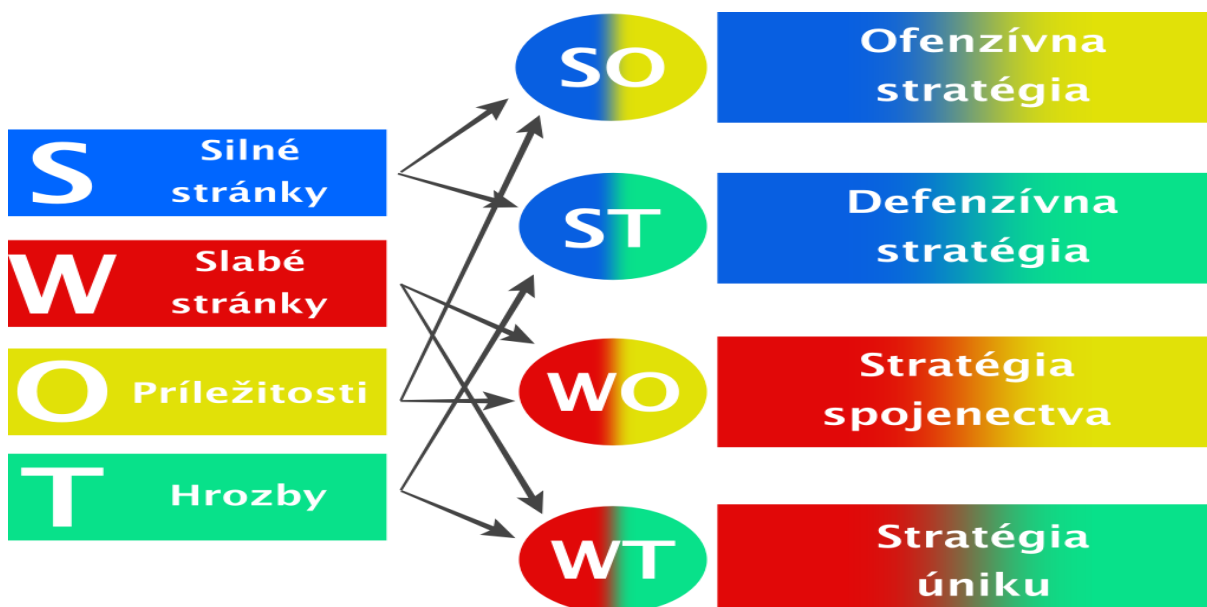 S
Silné
stránky
W
Slabé
stránky
O
Príležitosti
T
Hrozby
SO
Ofenzívna
stratégia
ST
Defenzívna
stratégia
WO
Stratégia
spojenectva
WT
Stratégia
úniku